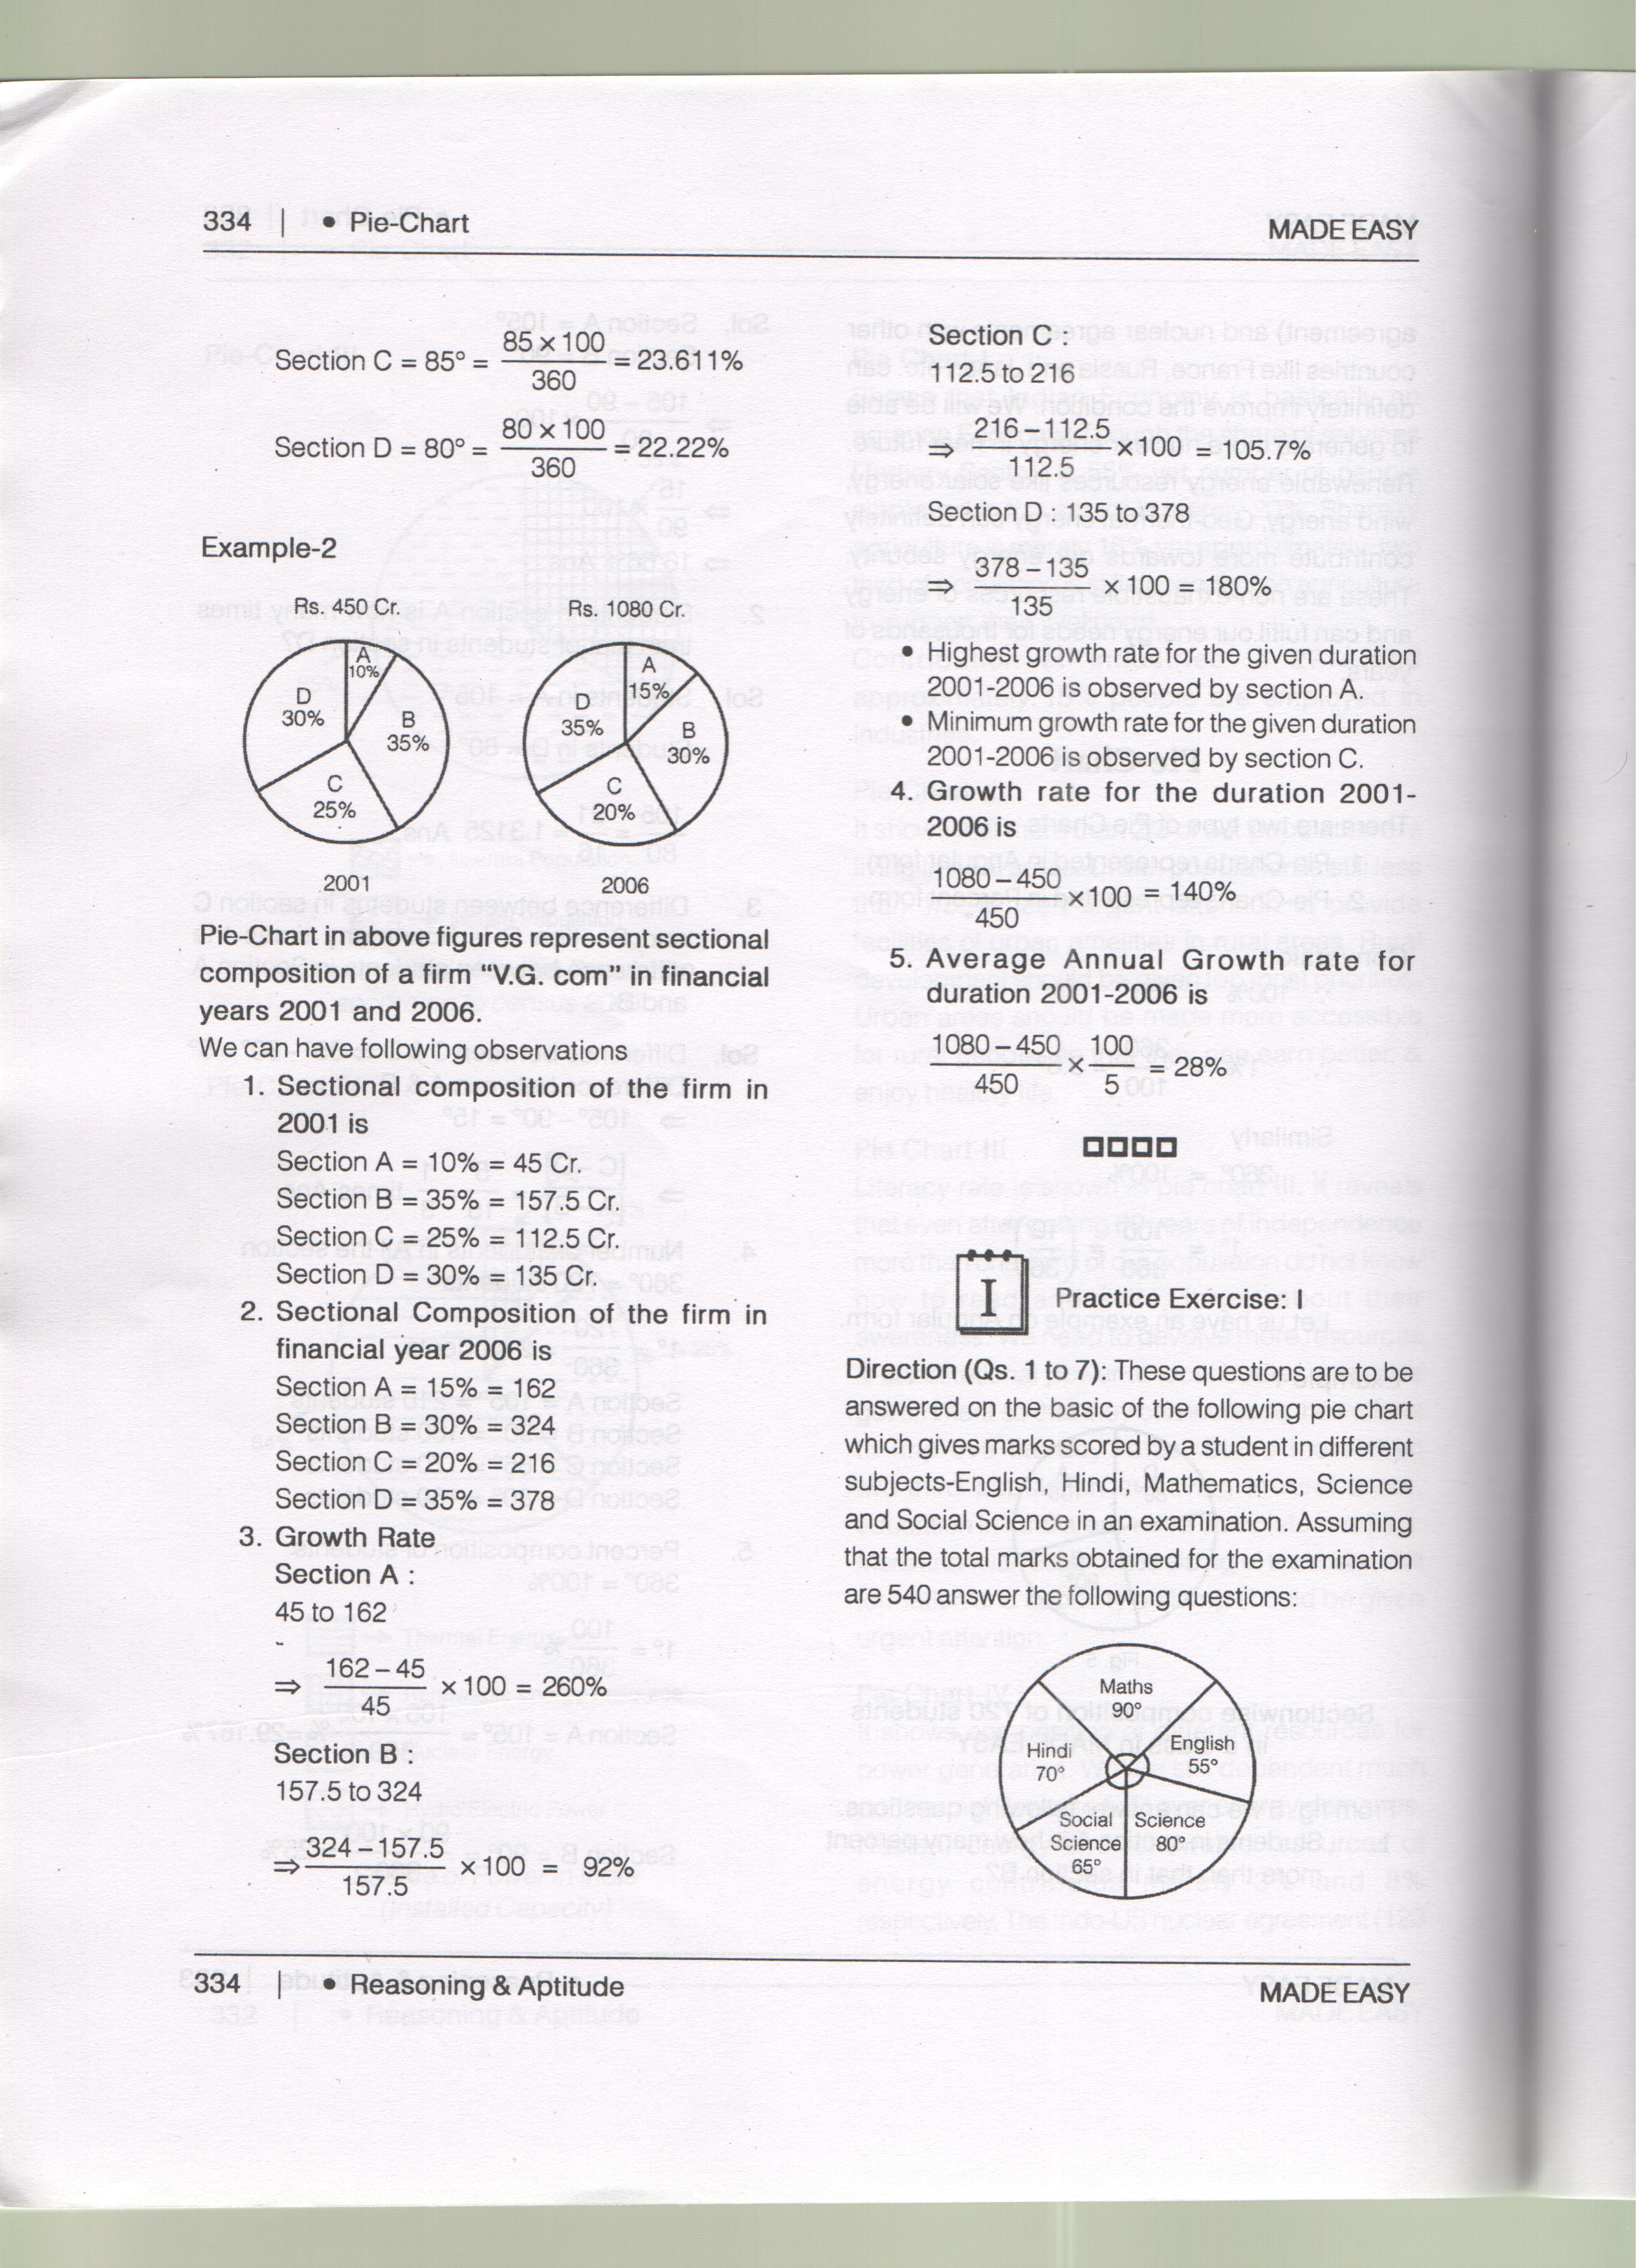 334 | • Pie-Chart
MADE EASY
Section C = 85° = \frac{85 × 100}{360} = 23.611%
Section D = 80° = \frac{80 × 100}{360} = 22.22%
Example-2
Rs. 450 Cr.
Rs. 1080 Cr.
A
10%
D
30%
B
35%
C
25%
A
15%
D
35%
B
30%
C
20%
2001
2006
Pie-Chart in above figures represent sectional
composition of a firm “V.G. com” in financial
years 2001 and 2006.
We can have following observations
1. Sectional composition of the firm in
2001 is
Section A = 10% = 45 Cr.
Section B = 35% = 157.5 Cr.
Section C = 25% = 112.5 Cr.
Section D = 30% = 135 Cr.
2. Sectional Composition of the firm in
financial year 2006 is
Section A = 15% = 162
Section B = 30% = 324
Section C = 20% = 216
Section D = 35% = 378
3. Growth Rate
Section A :
45 to 162
⇒ \frac{162 – 45}{45} × 100 = 260%
Section B :
157.5 to 324
⇒ \frac{324 – 157.5}{157.5} × 100 = 92%
Section C :
112.5 to 216
⇒ \frac{216 – 112.5}{112.5} × 100 = 105.7%
Section D : 135 to 378
⇒ \frac{378 – 135}{135} × 100 = 180%
• Highest growth rate for the given duration
2001-2006 is observed by section A.
• Minimum growth rate for the given duration
2001-2006 is observed by section C.
4. Growth rate for the duration 2001-
2006 is
\frac{1080 – 450}{450} × 100 = 140%
5. Average Annual Growth rate for
duration 2001-2006 is
\frac{1080 – 450}{450} × \frac{100}{5} = 28%
I
Practice Exercise: I
Direction (Qs. 1 to 7): These questions are to be
answered on the basic of the following pie chart
which gives marks scored by a student in different
subjects-English, Hindi, Mathematics, Science
and Social Science in an examination. Assuming
that the total marks obtained for the examination
are 540 answer the following questions:
Maths
90°
Hindi
70°
English
55°
Social
Science
65°
Science
80°
334 | • Reasoning & Aptitude
MADE EASY